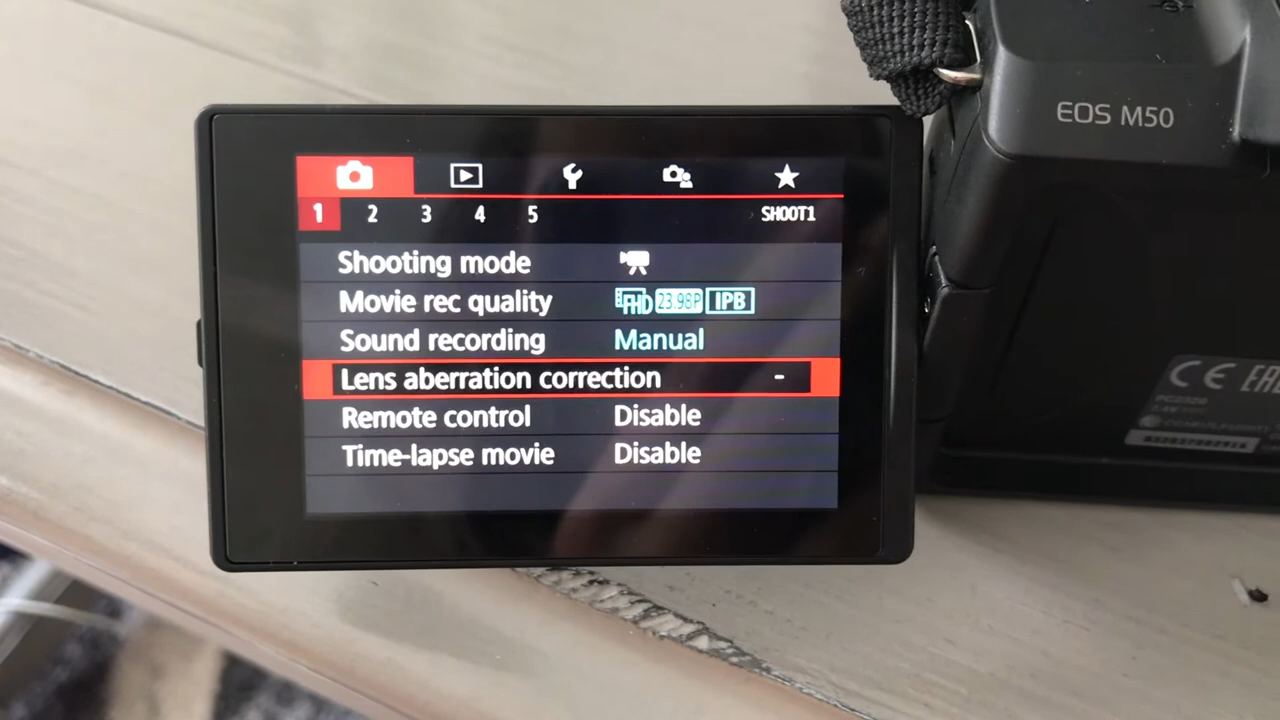 EOS M50
1 2 3 4 5 SHOOT1
Shooting mode
Movie rec quality FHD 23.98P IPB
Sound recording Manual
Lens aberration correction -
Remote control Disable
Time-lapse movie Disable
CE EAC